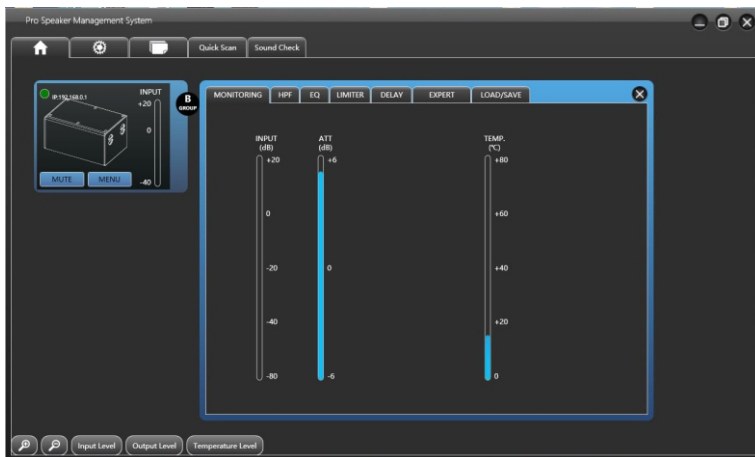 Pro Speaker Management System
Quick Scan Sound Check
IP:192.168.0.1
INPUT
+20
0
-40
MUTE MENU
B
GROUP
MONITORING HPF EQ LIMITER DELAY EXPERT LOAD/SAVE
INPUT
(dB)
+20
0
-20
-40
-80
ATT
(dB)
+6
0
-6
TEMP.
(℃)
+80
+60
+40
+20
0
Input Level Output Level Temperature Level